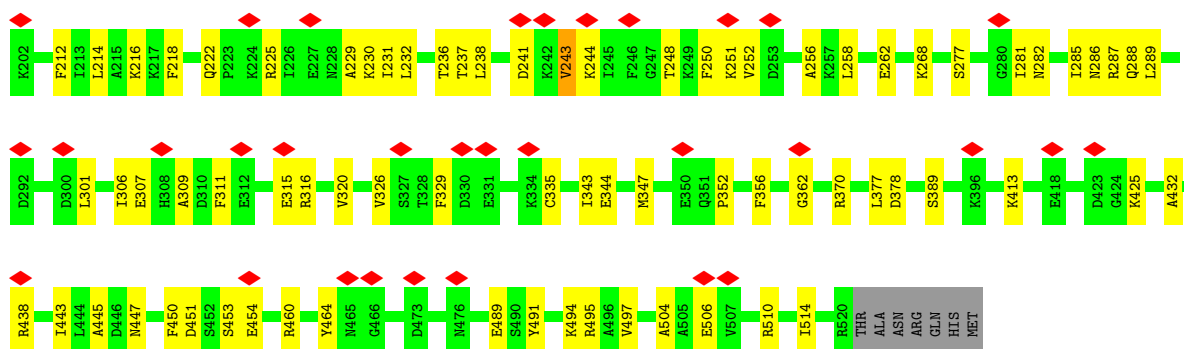 K202 F212 I213 L214 A215 K216 K217 F218 Q222 P223 K224 R225 I226 E227 N228 A229 K230 I231 L232 T236 T237 L238 D241 K242 V243 K244 I245 F246 G247 T248 K249 F250 K251 V252 D253 A256 K257 L258 E262 K268 S277 G280 I281 N282 I285 N286 R287 Q288 L289
D292 D300 L301 I306 E307 H308 A309 D310 F311 E312 E315 R316 V320 V326 S327 T328 F329 D330 E331 K334 C335 I343 E344 M347 E350 Q351 P352 F356 G362 R370 L377 D378 S389 K396 K413 E418 D423 G424 K425 A432
R438 I443 L444 A445 D446 N447 F450 D451 S452 S453 E454 R460 Y464 N465 G466 D473 N476 E489 S490 Y491 K494 R495 A496 V497 A504 A505 E506 V507 R510 I514 R520 THR ALA ASN ARG GLN HIS MET